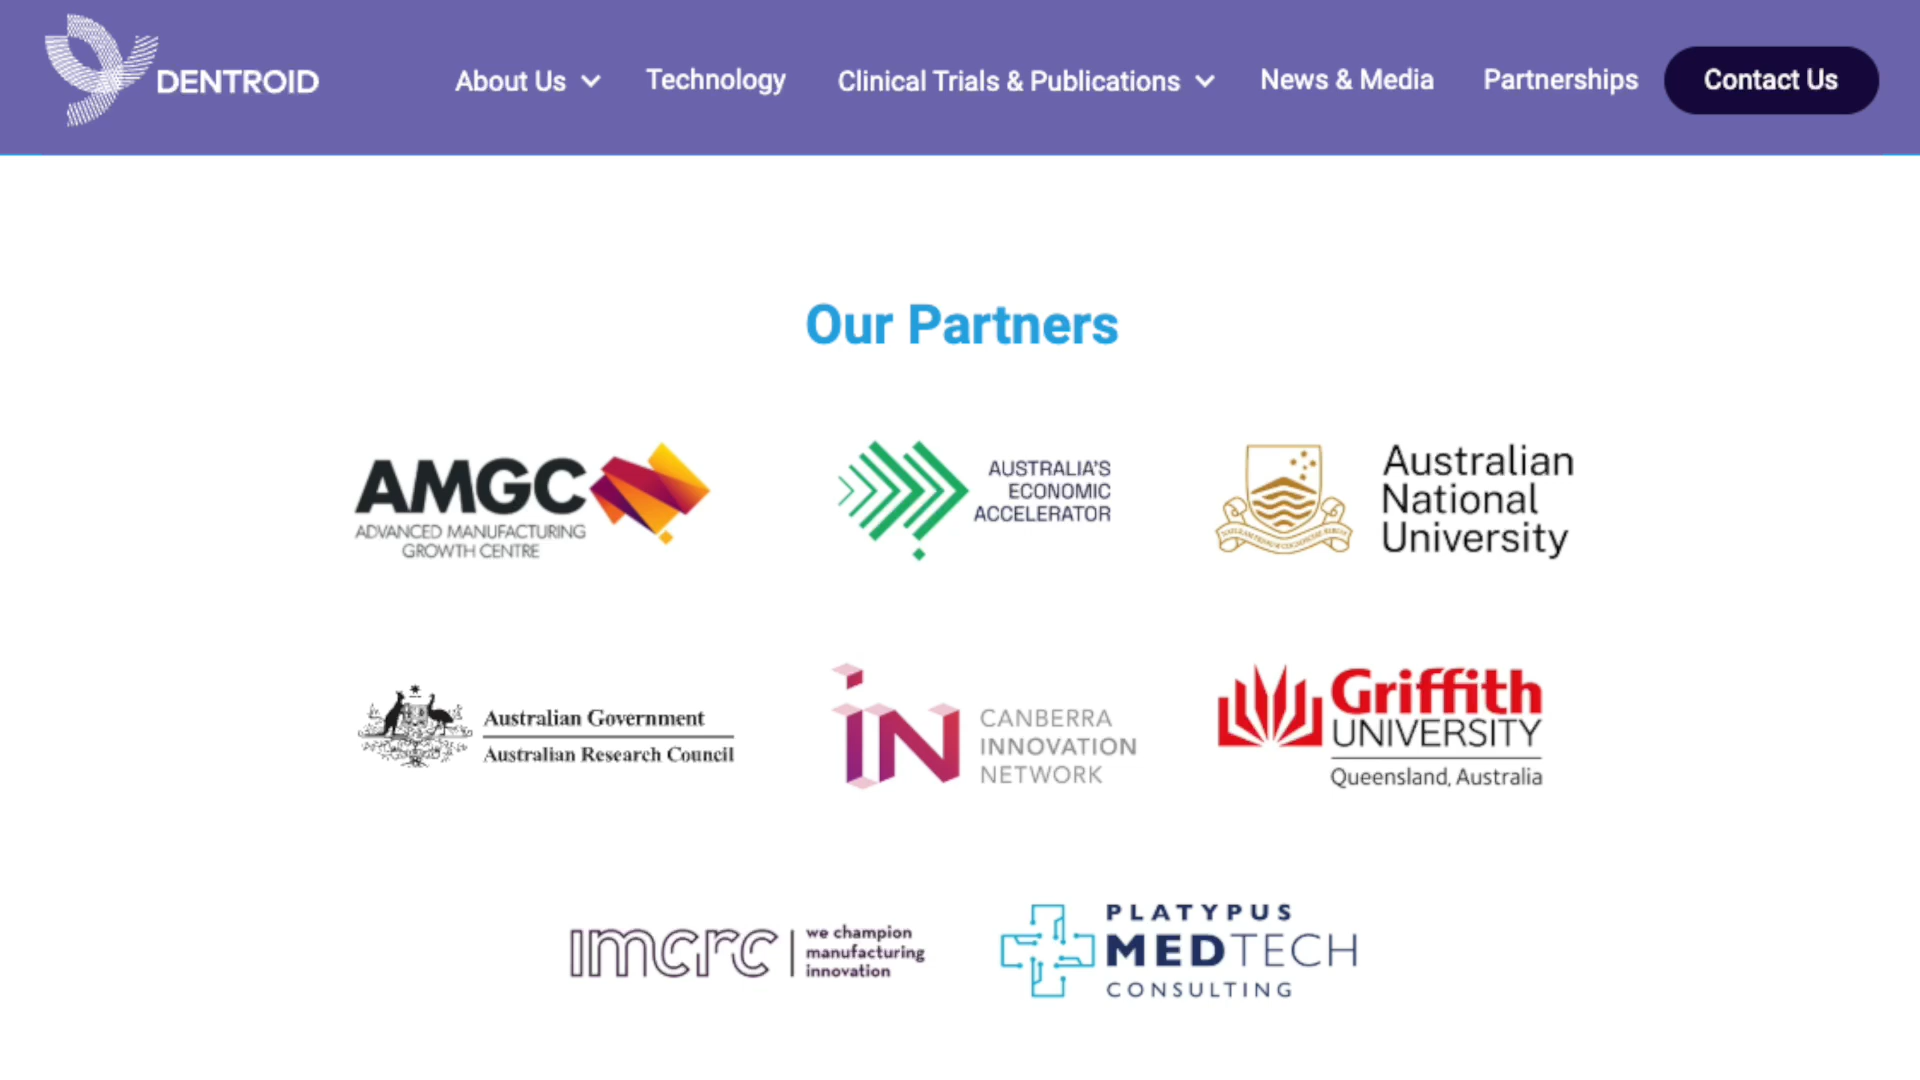 DENTROID
About Us
Technology
Clinical Trials & Publications
News & Media
Partnerships
Contact Us
Our Partners
AMGC
ADVANCED MANUFACTURING
GROWTH CENTRE
AUSTRALIA'S
ECONOMIC
ACCELERATOR
Australian
National
University
Australian Government
Australian Research Council
iN
CANBERRA
INNOVATION
NETWORK
Griffith
UNIVERSITY
Queensland, Australia
imcrc
we champion
manufacturing
innovation
PLATYPUS
MEDTECH
CONSULTING